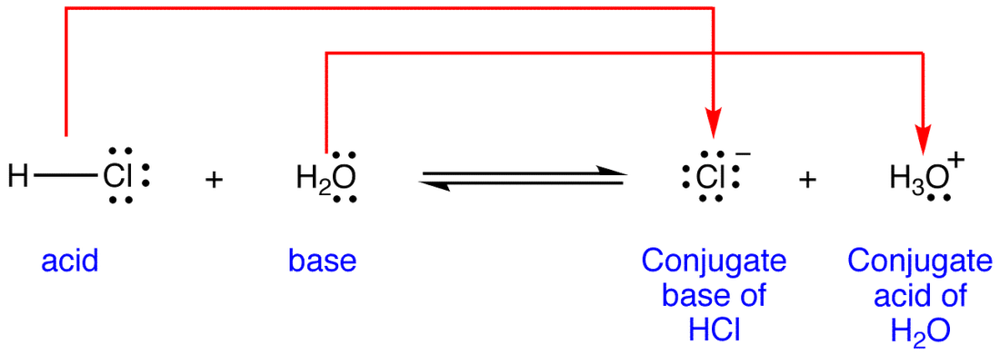 H—Cl + H₂O ⇌ Cl⁻ + H₃O⁺
acid base Conjugate Conjugate
base of acid of
HCl H₂O